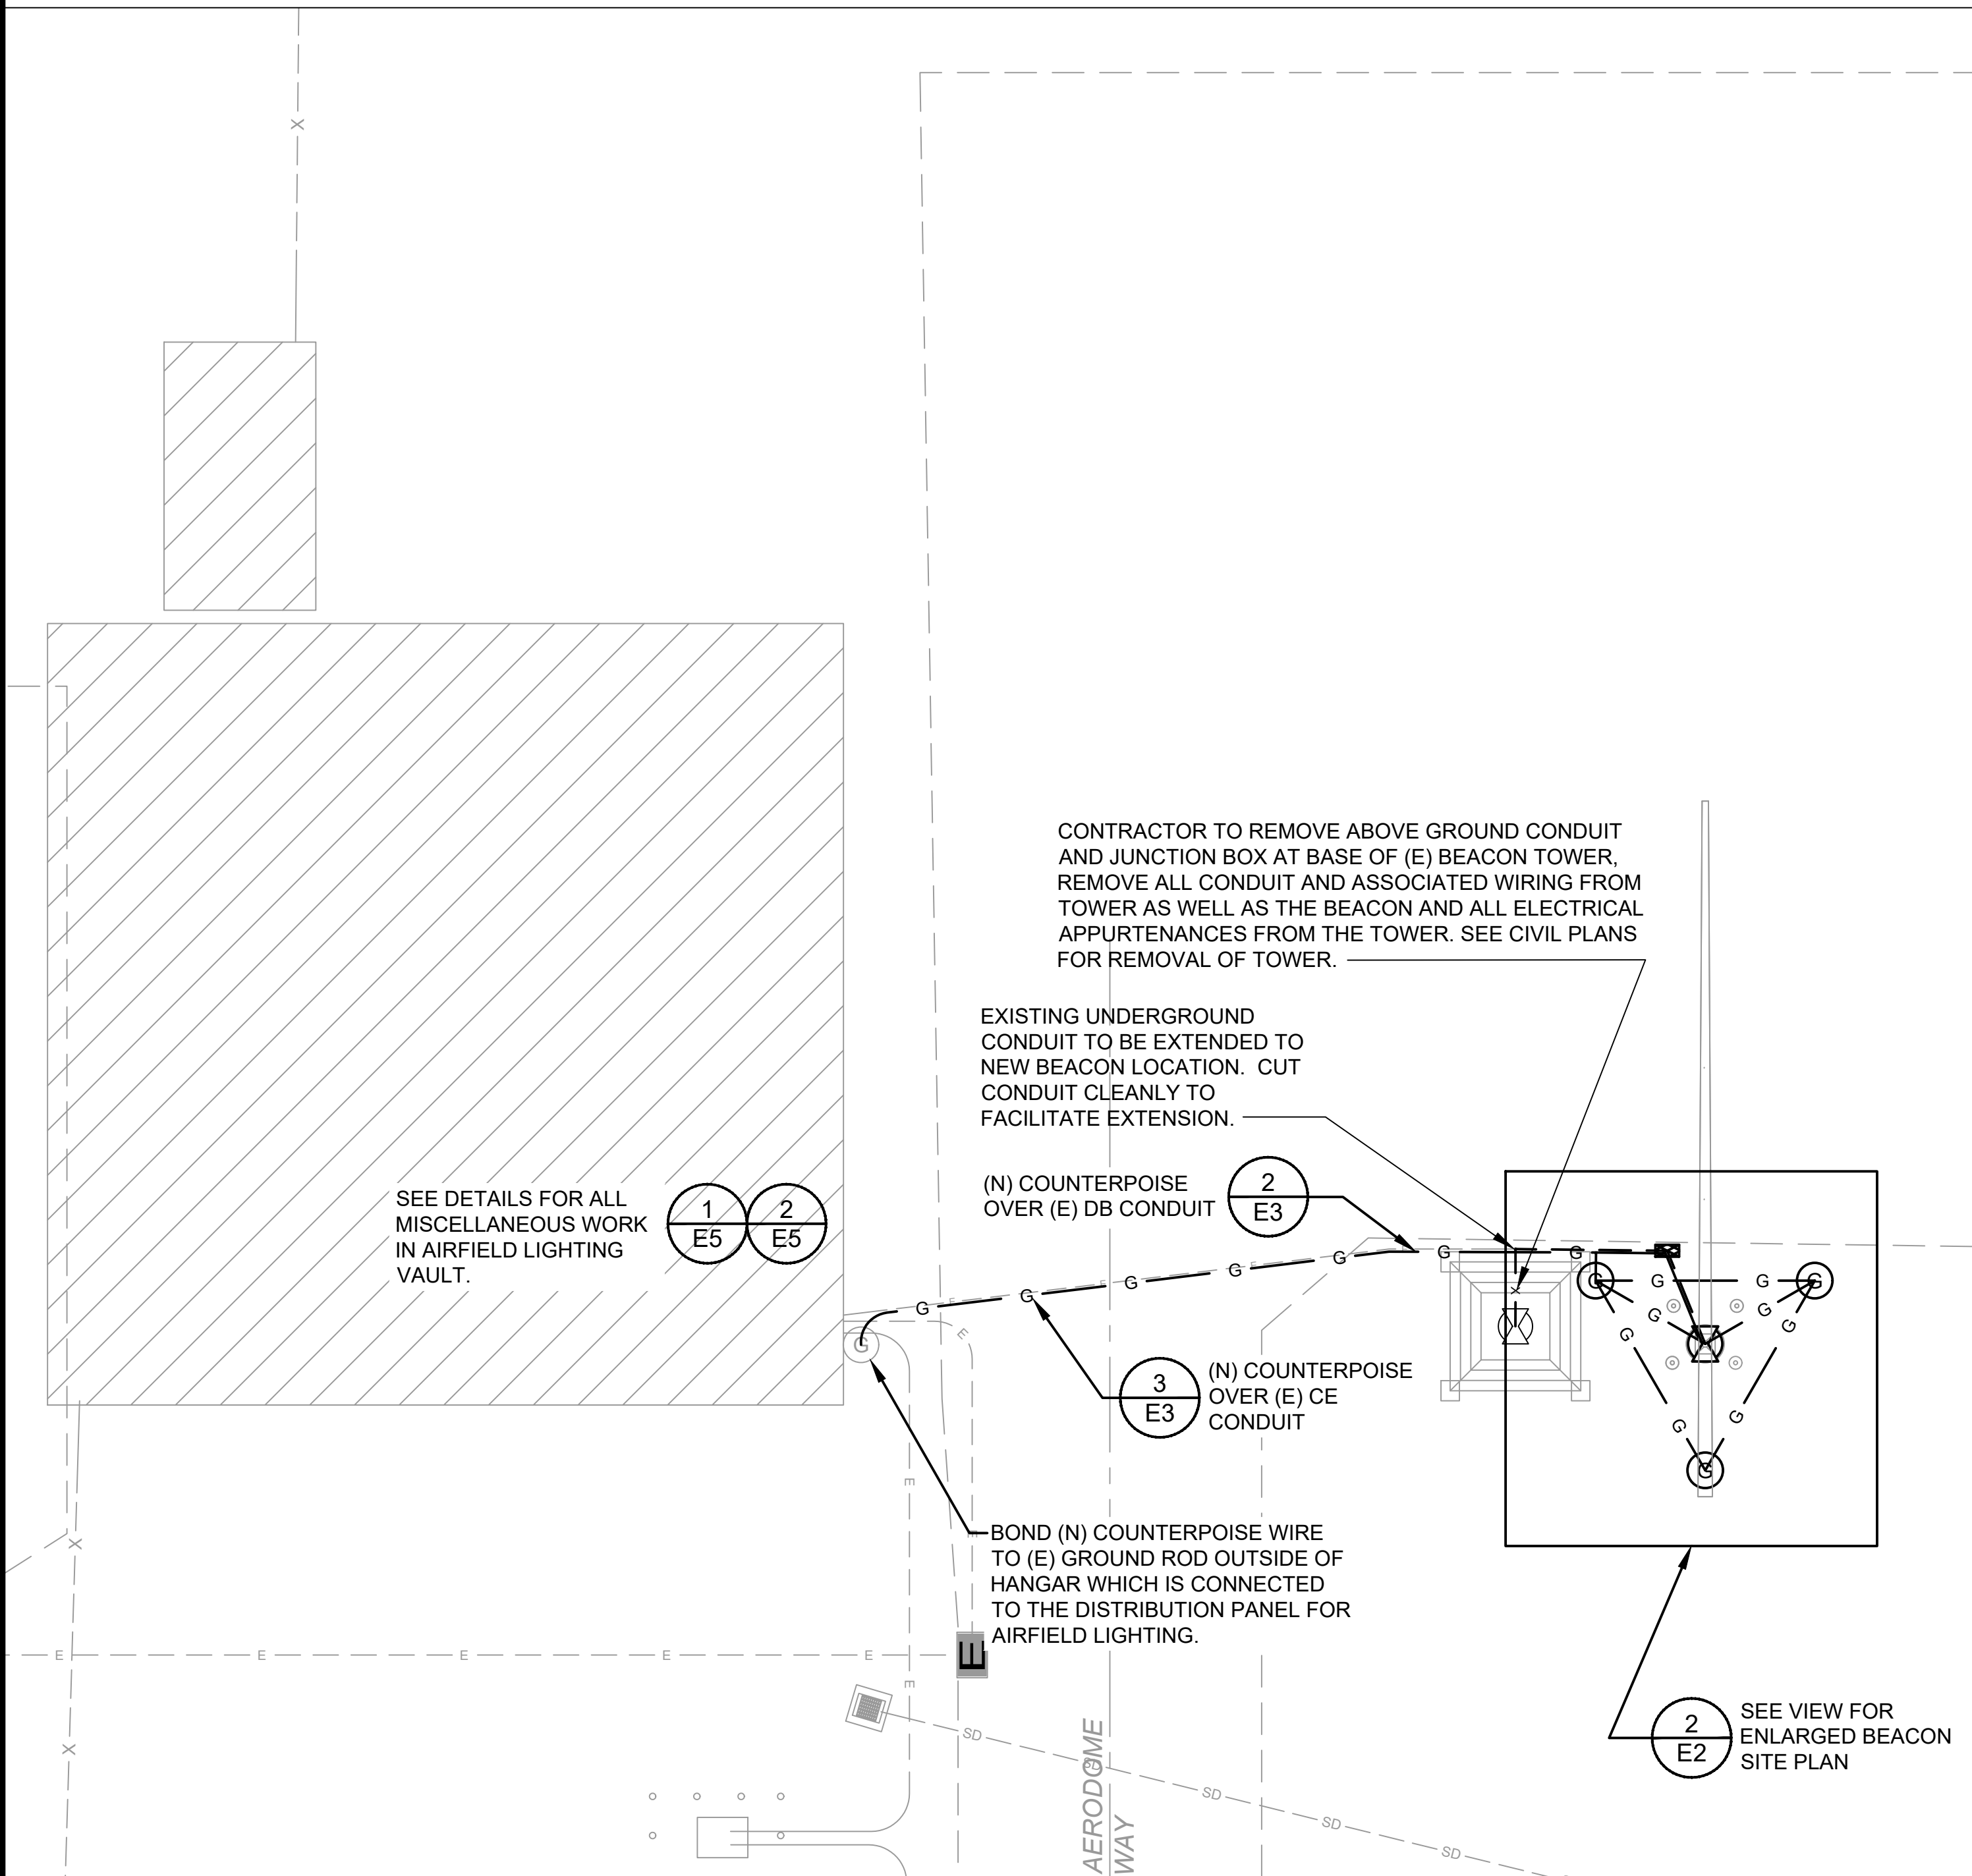 X
CONTRACTOR TO REMOVE ABOVE GROUND CONDUIT
AND JUNCTION BOX AT BASE OF (E) BEACON TOWER,
REMOVE ALL CONDUIT AND ASSOCIATED WIRING FROM
TOWER AS WELL AS THE BEACON AND ALL ELECTRICAL
APPURTENANCES FROM THE TOWER. SEE CIVIL PLANS
FOR REMOVAL OF TOWER.
EXISTING UNDERGROUND
CONDUIT TO BE EXTENDED TO
NEW BEACON LOCATION. CUT
CONDUIT CLEANLY TO
FACILITATE EXTENSION.
(N) COUNTERPOISE
OVER (E) DB CONDUIT
2
E3
SEE DETAILS FOR ALL
MISCELLANEOUS WORK
IN AIRFIELD LIGHTING
VAULT.
1
E5
2
E5
G
G
G
G
G
G
G
E
E
E
X
G
G
G
G
G
G
G
G
G
G
G
G
E
3
E3
(N) COUNTERPOISE
OVER (E) CE
CONDUIT
BOND (N) COUNTERPOISE WIRE
TO (E) GROUND ROD OUTSIDE OF
HANGAR WHICH IS CONNECTED
TO THE DISTRIBUTION PANEL FOR
AIRFIELD LIGHTING.
E
E
X
E
E
E
E
E
E
E
X
SD
SD
SD
SD
SD
AERODOME
WAY
2
E2
SEE VIEW FOR
ENLARGED BEACON
SITE PLAN